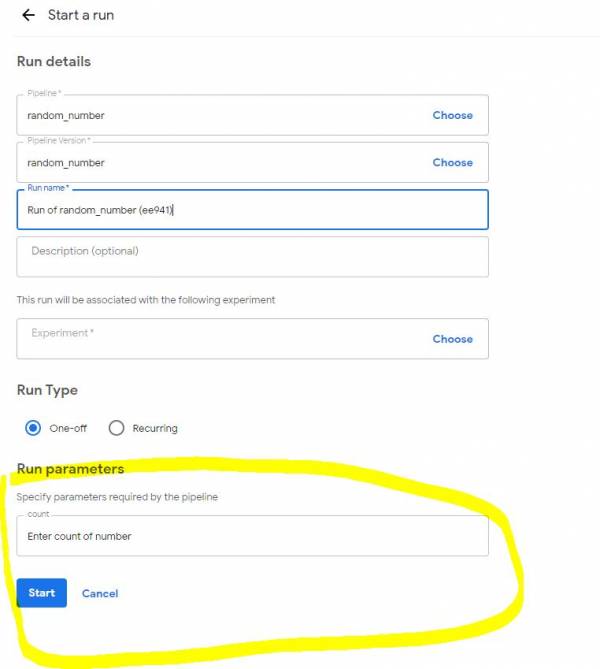 Start a run
Run details
Pipeline*
random_number
Choose
Pipeline Version*
random_number
Choose
Run name*
Run of random_number (ee941)
Description (optional)
This run will be associated with the following experiment
Experiment*
Choose
Run Type
One-off
Recurring
Run parameters
Specify parameters required by the pipeline
count
Enter count of number
Start
Cancel